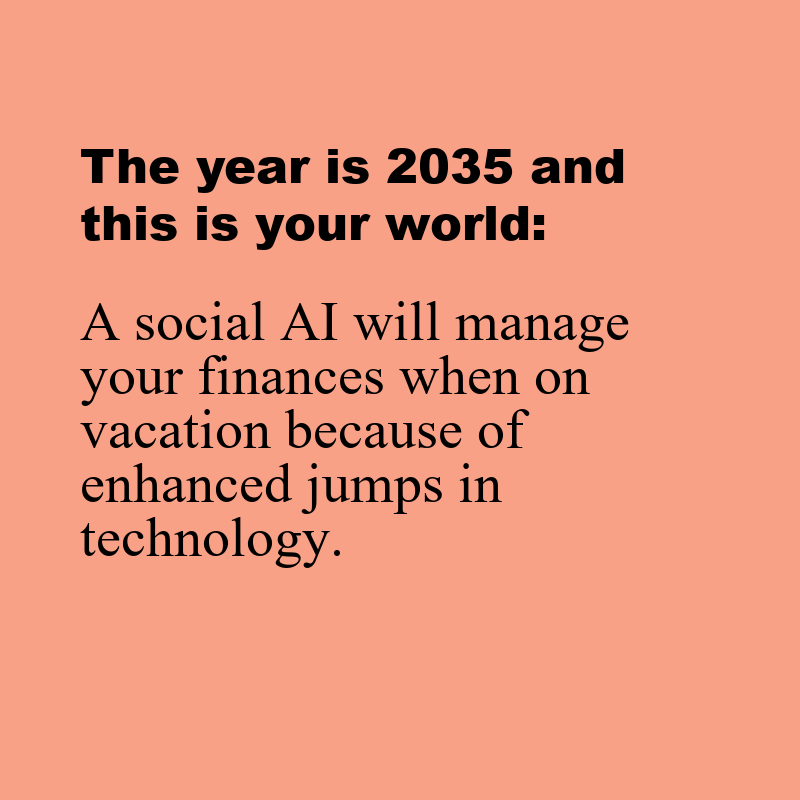 The year is 2035 and
this is your world:
A social AI will manage
your finances when on
vacation because of
enhanced jumps in
technology.